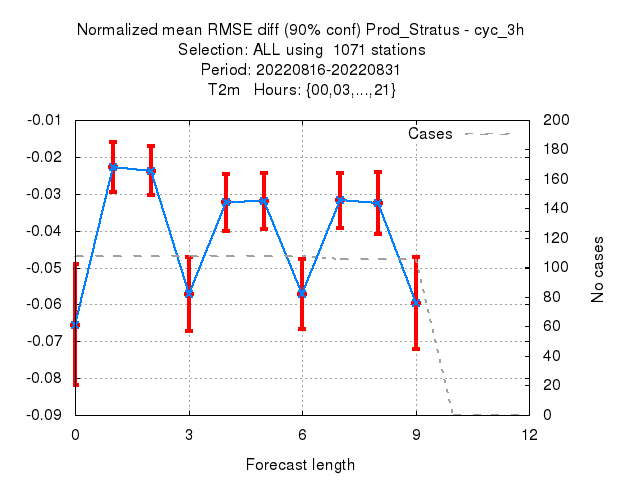 Normalized mean RMSE diff (90% conf) Prod_Stratus - cyc_3h
Selection: ALL using  1071 stations
Period: 20220816-20220831
T2m   Hours: {00,03,...,21}
Cases
-0.01
-0.02
-0.03
-0.04
-0.05
-0.06
-0.07
-0.08
-0.09
200
180
160
140
120
100
80
60
40
20
0
No cases
0 3 6 9 12
Forecast length